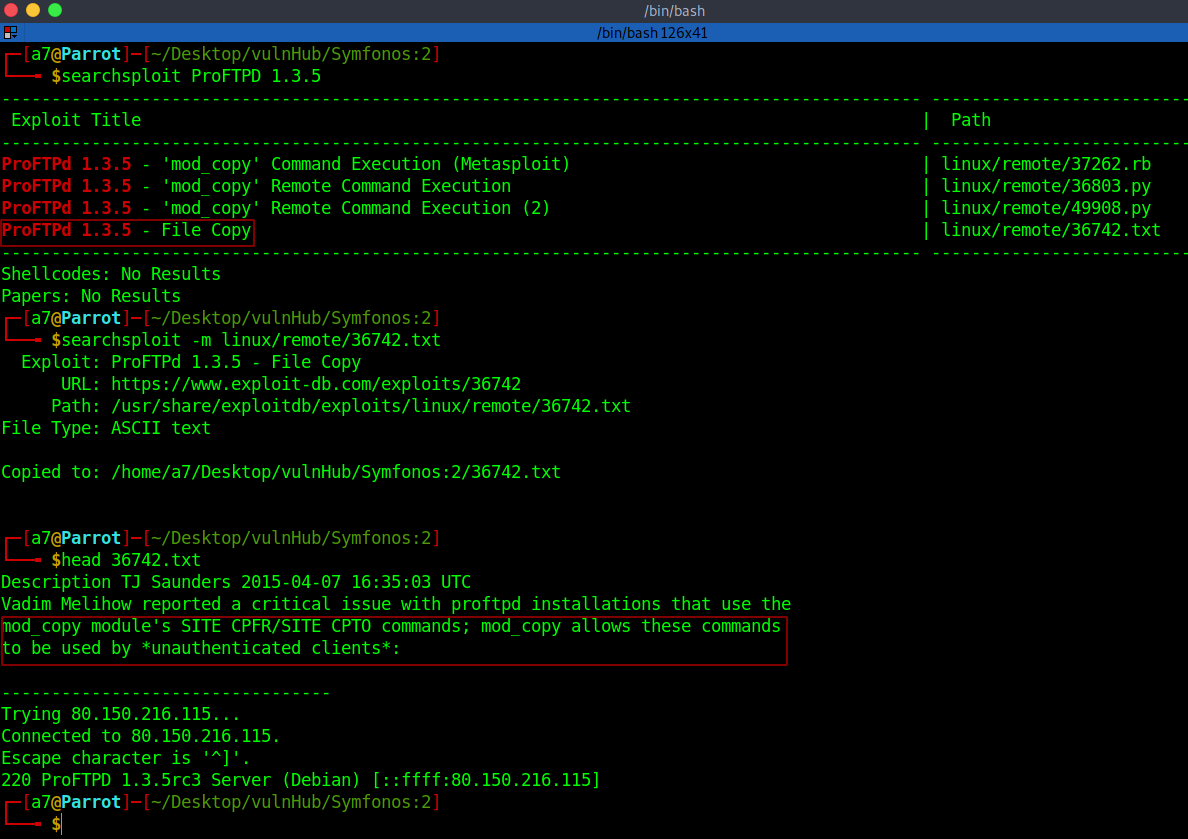 /bin/bash
/bin/bash 126x41
┌─[a7@Parrot]─[~/Desktop/vulnHub/Symfonos:2]
└──╼ $searchsploit ProFTPD 1.3.5
-------------------------------------------------------------------------------------------- --------------------------
 Exploit Title                                                                              |  Path
-------------------------------------------------------------------------------------------- --------------------------
ProFTPd 1.3.5 - 'mod_copy' Command Execution (Metasploit)                                   | linux/remote/37262.rb
ProFTPd 1.3.5 - 'mod_copy' Remote Command Execution                                         | linux/remote/36803.py
ProFTPd 1.3.5 - 'mod_copy' Remote Command Execution (2)                                     | linux/remote/49908.py
ProFTPd 1.3.5 - File Copy                                                                   | linux/remote/36742.txt
-------------------------------------------------------------------------------------------- --------------------------
Shellcodes: No Results
Papers: No Results
┌─[a7@Parrot]─[~/Desktop/vulnHub/Symfonos:2]
└──╼ $searchsploit -m linux/remote/36742.txt
  Exploit: ProFTPd 1.3.5 - File Copy
      URL: https://www.exploit-db.com/exploits/36742
     Path: /usr/share/exploitdb/exploits/linux/remote/36742.txt
File Type: ASCII text
Copied to: /home/a7/Desktop/vulnHub/Symfonos:2/36742.txt
┌─[a7@Parrot]─[~/Desktop/vulnHub/Symfonos:2]
└──╼ $head 36742.txt
Description TJ Saunders 2015-04-07 16:35:03 UTC
Vadim Melihow reported a critical issue with proftpd installations that use the
mod_copy module's SITE CPFR/SITE CPTO commands; mod_copy allows these commands
to be used by *unauthenticated clients*:
---------------------------------
Trying 80.150.216.115...
Connected to 80.150.216.115.
Escape character is '^]'.
220 ProFTPD 1.3.5rc3 Server (Debian) [::ffff:80.150.216.115]
┌─[a7@Parrot]─[~/Desktop/vulnHub/Symfonos:2]
└──╼ $